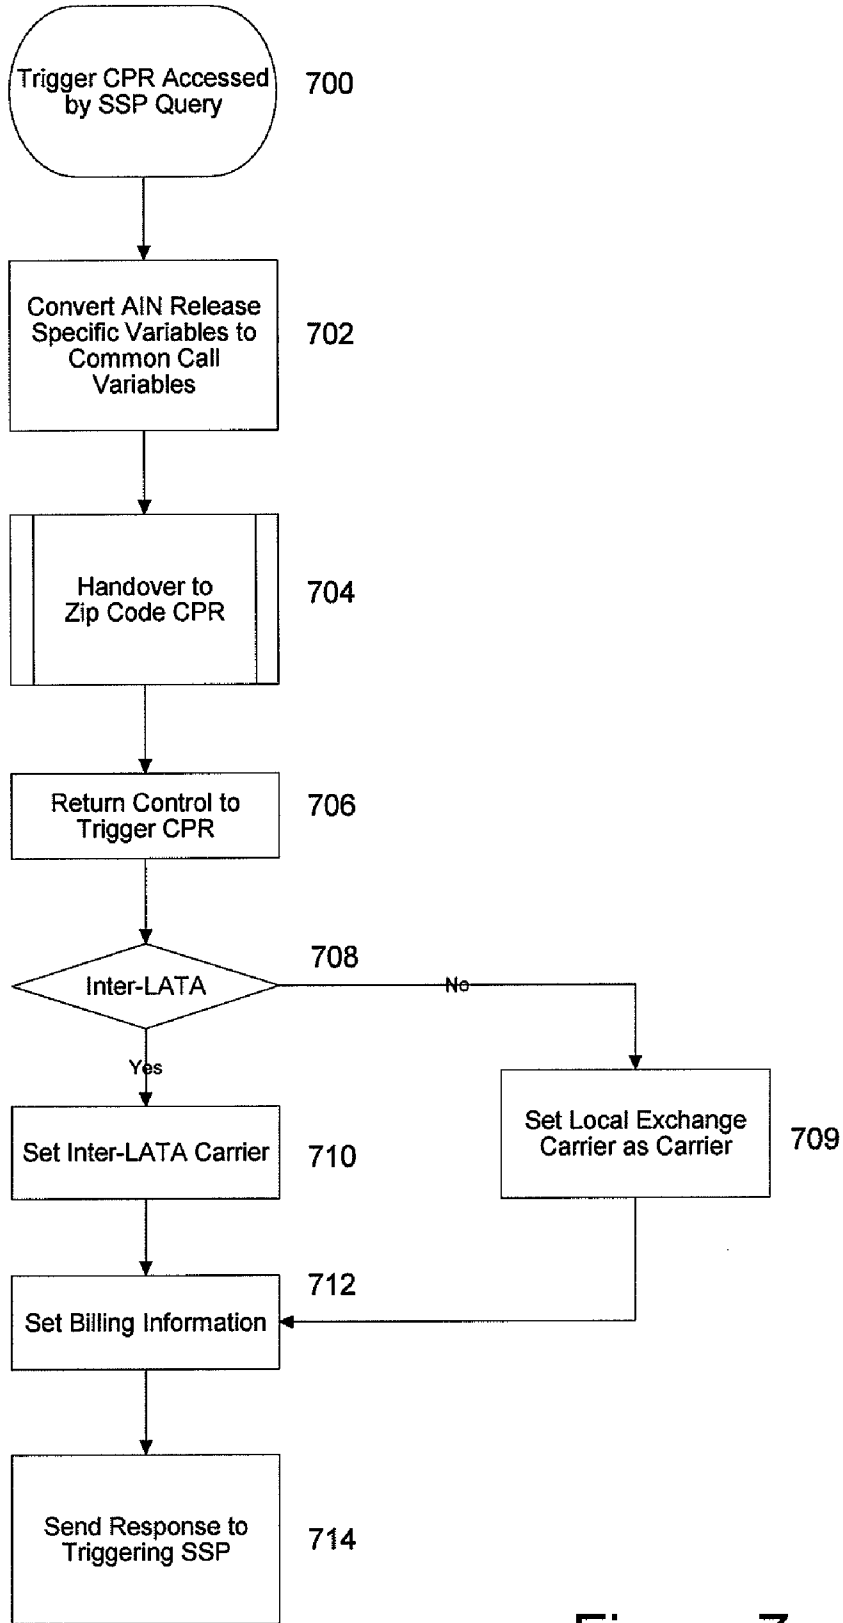 Trigger CPR Accessed
by SSP Query
700
Convert AIN Release
Specific Variables to
Common Call
Variables
702
Handover to
Zip Code CPR
704
Return Control to
Trigger CPR
706
Inter-LATA
708
No
Yes
Set Local Exchange
Carrier as Carrier
709
Set Inter-LATA Carrier
710
Set Billing Information
712
Send Response to
Triggering SSP
714